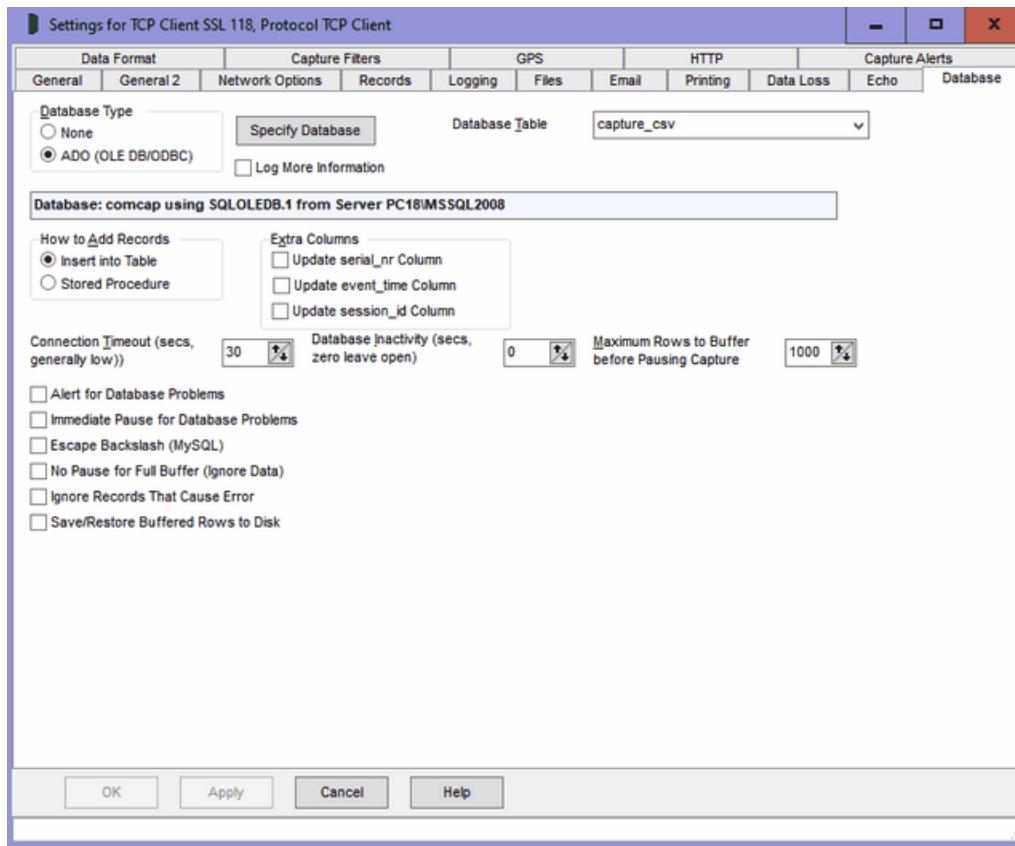 Settings for TCP Client SSL 118, Protocol TCP Client
Data Format Capture Filters GPS HTTP Capture Alerts
General General 2 Network Options Records Logging Files Email Printing Data Loss Echo Database
Database Type
None
ADO (OLE DB/ODBC)
Specify Database
Log More Information
Database Table
capture_csv
Database: comcap using SQLOLEDB.1 from Server PC18\MSSQL2008
How to Add Records
Insert into Table
Stored Procedure
Extra Columns
Update serial_nr Column
Update event_time Column
Update session_id Column
Connection Timeout (secs,
generally low))
30
Database Inactivity (secs,
zero leave open)
0
Maximum Rows to Buffer
before Pausing Capture
1000
Alert for Database Problems
Immediate Pause for Database Problems
Escape Backslash (MySQL)
No Pause for Full Buffer (Ignore Data)
Ignore Records That Cause Error
Save/Restore Buffered Rows to Disk
OK Apply Cancel Help